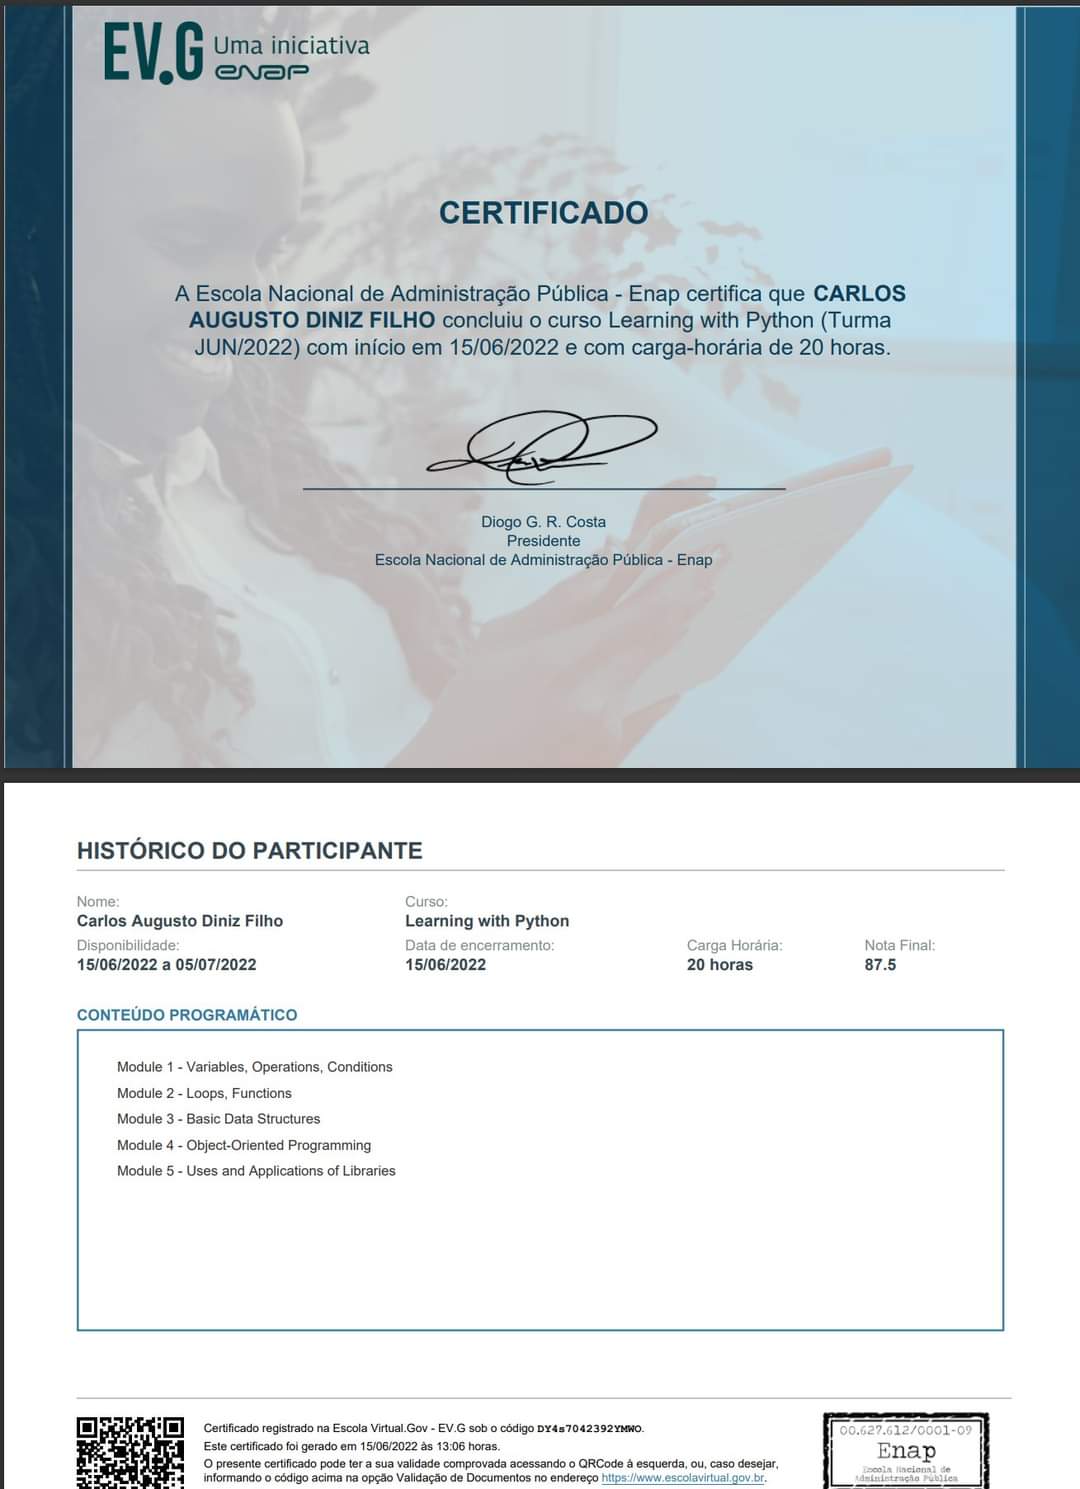 EV.G Uma iniciativa
enap
CERTIFICADO
A Escola Nacional de Administração Pública - Enap certifica que CARLOS
AUGUSTO DINIZ FILHO concluiu o curso Learning with Python (Turma
JUN/2022) com início em 15/06/2022 e com carga-horária de 20 horas.
Diogo G. R. Costa
Presidente
Escola Nacional de Administração Pública - Enap
HISTÓRICO DO PARTICIPANTE
Nome: Curso:
Carlos Augusto Diniz Filho Learning with Python
Disponibilidade: Data de encerramento: Carga Horária: Nota Final:
15/06/2022 a 05/07/2022 15/06/2022 20 horas 87.5
CONTEÚDO PROGRAMÁTICO
Module 1 - Variables, Operations, Conditions
Module 2 - Loops, Functions
Module 3 - Basic Data Structures
Module 4 - Object-Oriented Programming
Module 5 - Uses and Applications of Libraries
Certificado registrado na Escola Virtual.Gov - EV.G sob o código DY4s7042392YMWO.
Este certificado foi gerado em 15/06/2022 às 13:06 horas.
O presente certificado pode ter a sua validade comprovada acessando o QRCode à esquerda, ou, caso desejar,
informando o código acima na opção Validação de Documentos no endereço https://www.escolavirtual.gov.br.
00.627.612/0001-09
Enap
Escola Nacional de
Administração Pública